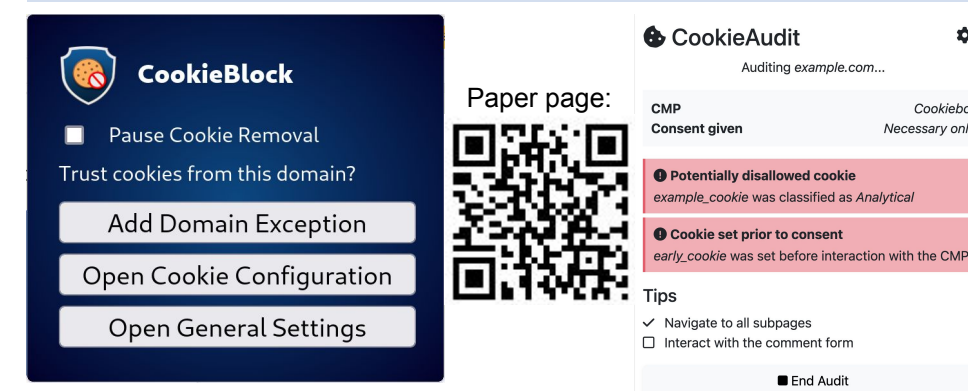 CookieBlock
Pause Cookie Removal
Trust cookies from this domain?
Add Domain Exception
Open Cookie Configuration
Open General Settings
Paper page:
CookieAudit
Auditing example.com...
CMP
Consent given
Necessary
Potentially disallowed cookie
example_cookie was classified as Analytical
Cookie set prior to consent
early_cookie was set before interaction with the CMP
Tips
Navigate to all subpages
Interact with the comment form
End Audit